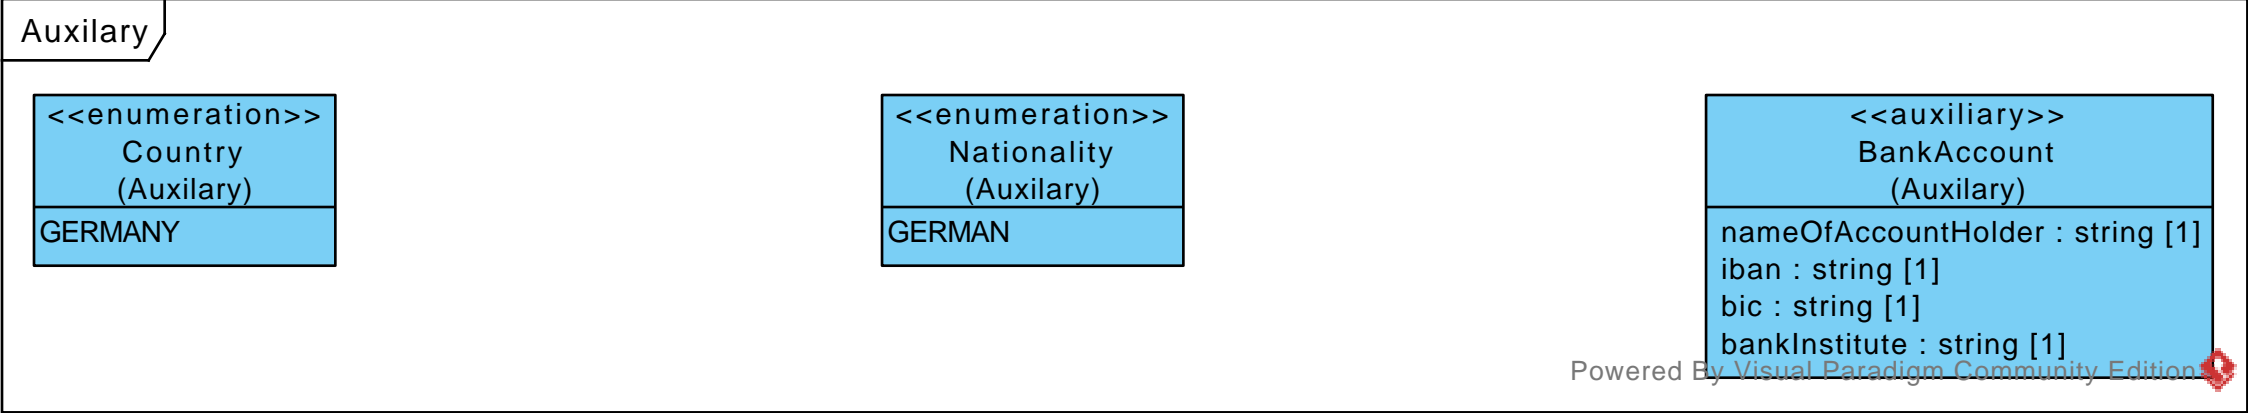 Auxilary
<<enumeration>>
Country
(Auxilary)
GERMANY
<<enumeration>>
Nationality
(Auxilary)
GERMAN
<<auxiliary>>
BankAccount
(Auxilary)
nameOfAccountHolder : string [1]
iban : string [1]
bic : string [1]
bankInstitute : string [1]
Powered By Visual Paradigm Community Edition